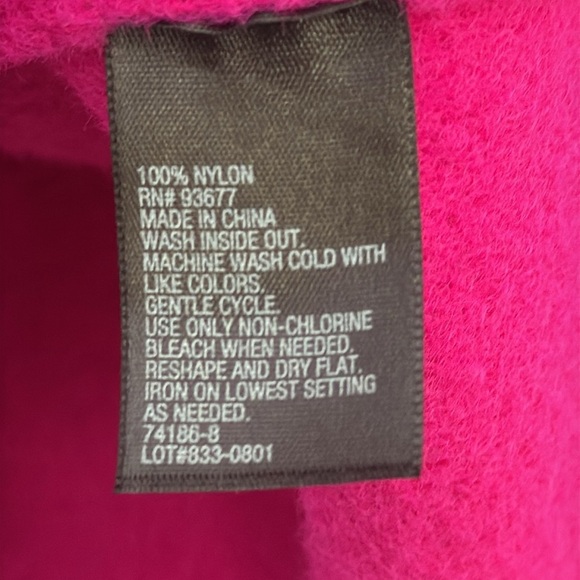 100% NYLON
RN# 93677
MADE IN CHINA
WASH INSIDE OUT.
MACHINE WASH COLD WITH
LIKE COLORS.
GENTLE CYCLE.
USE ONLY NON-CHLORINE
BLEACH WHEN NEEDED.
RESHAPE AND DRY FLAT.
IRON ON LOWEST SETTING
AS NEEDED.
74186-8
LOT#833-0801